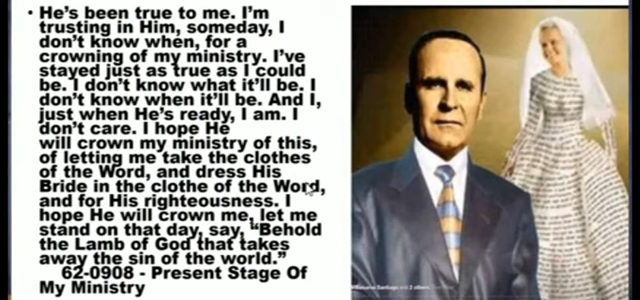 • He's been true to me. I'm
trusting in Him, someday, I
don't know when, for a
crowning of my ministry. I've
stayed just as true as I could
be. I don't know what it'll be. I
don't know when it'll be. And I,
just when He's ready, I am. I
don't care. I hope He
will crown my ministry of this,
of letting me take the clothes
of the Word, and dress His
Bride in the clothe of the Word,
and for His righteousness. I
hope He will crown me, let me
stand on that day, say, "Behold
the Lamb of God that takes
away the sin of the world."
62-0908 - Present Stage Of
My Ministry
Santiago and 2 others